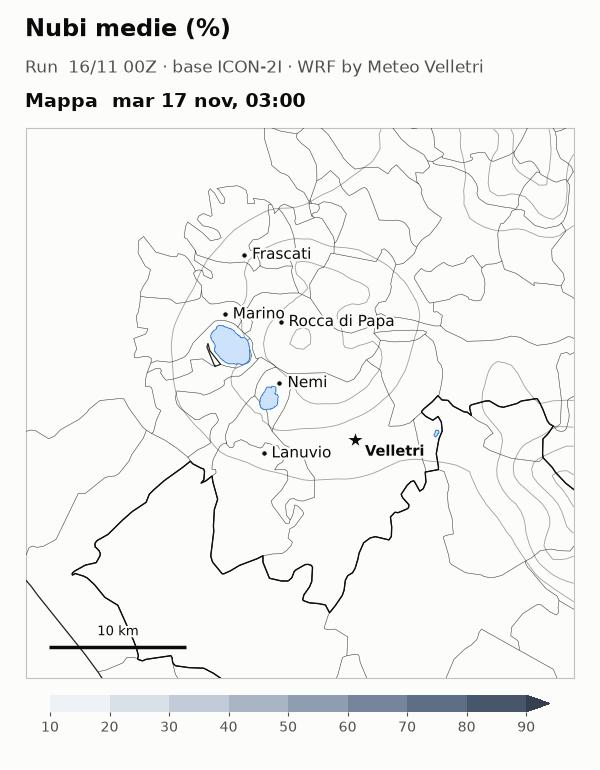 Nubi medie (%)
Run  16/11 00Z · base ICON-2I · WRF by Meteo Velletri
Mappa  mar 17 nov, 03:00
Frascati
Marino
Rocca di Papa
Nemi
Velletri
Lanuvio
10 km
10 20 30 40 50 60 70 80 90